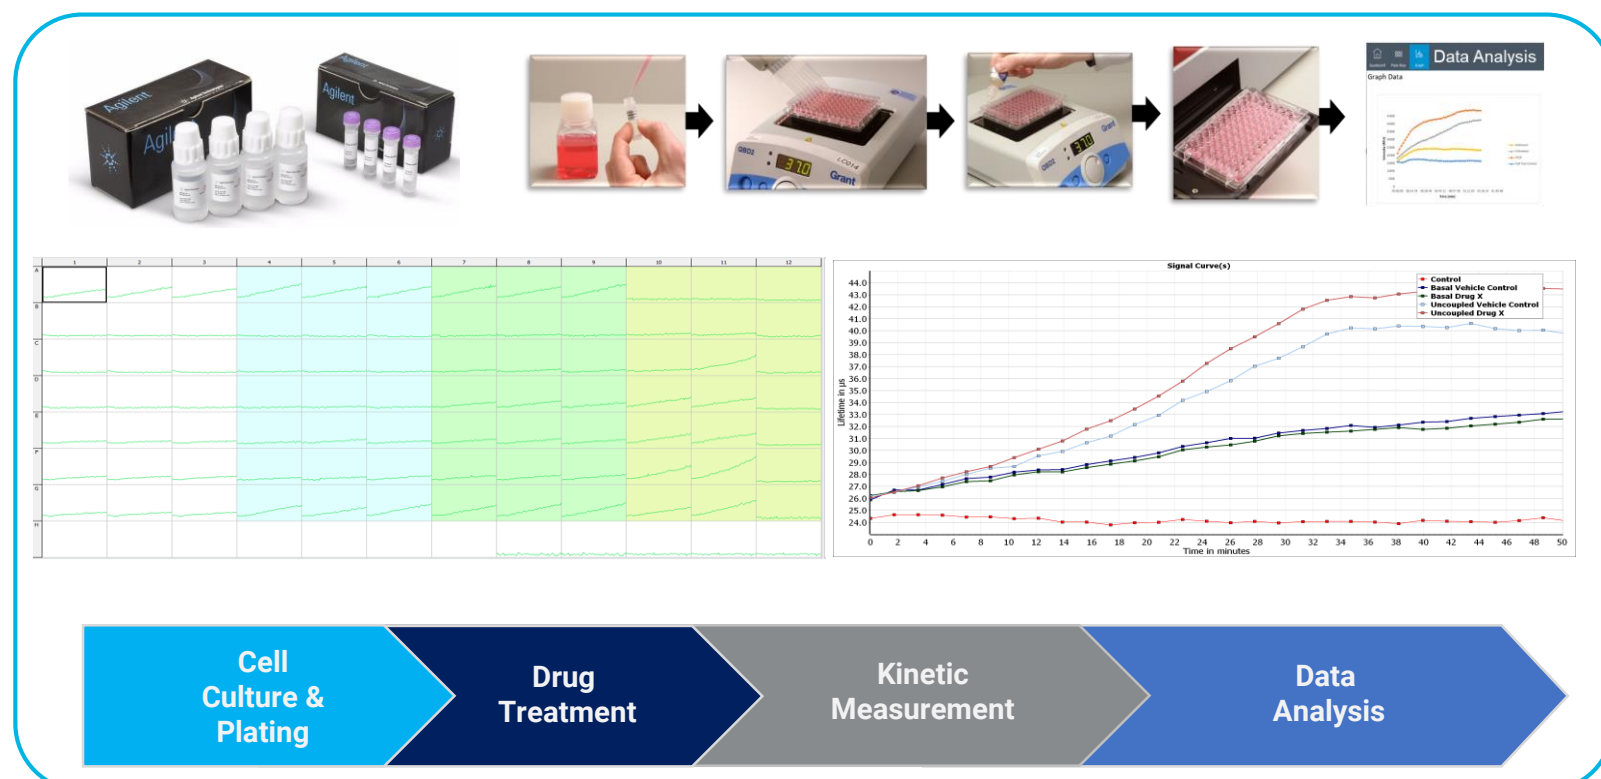 Agilent
Agilent
Agilent
37.0
QBD2
Grant
37.0
QBD2
Grant
Data Analysis
Graph Data
Time (min)
1 2 3 4 5 6 7 8 9 10 11 12
A
B
C
D
E
F
G
H
Signal Curve(s)
Control
Basal Vehicle Control
Basal Drug X
Uncoupled Vehicle Control
Uncoupled Drug X
Lifetime in µs
44.0
43.0
42.0
41.0
40.0
39.0
38.0
37.0
36.0
35.0
34.0
33.0
32.0
31.0
30.0
29.0
28.0
27.0
26.0
25.0
24.0
0 2 4 6 8 10 12 14 16 18 20 22 24 26 28 30 32 34 36 38 40 42 44 46 48 50
Time in minutes
Cell
Culture &
Plating
Drug
Treatment
Kinetic
Measurement
Data
Analysis